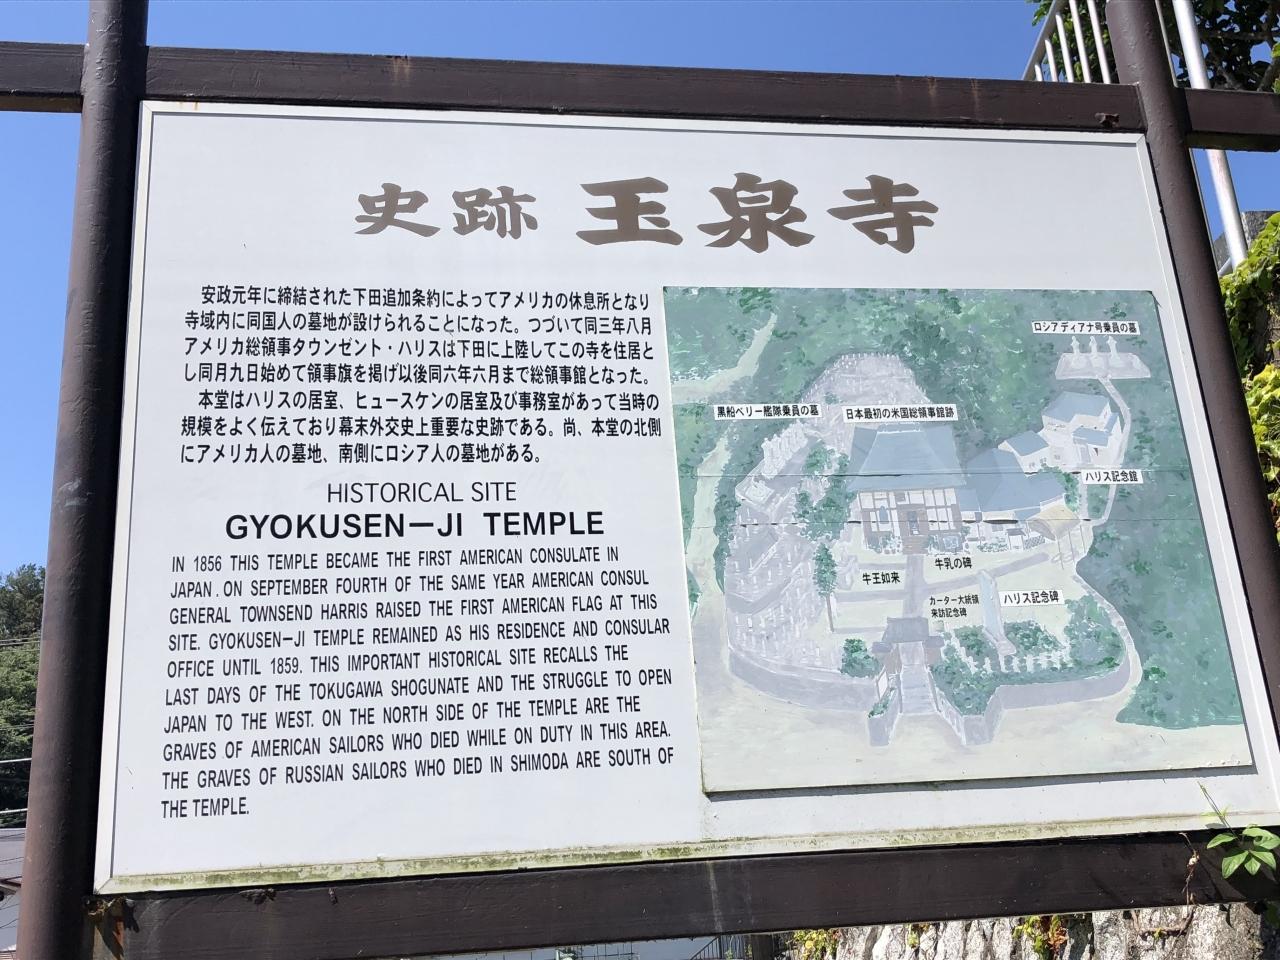 史跡 玉泉寺
安政元年に締結された下田追加条約によってアメリカの休息所となり
寺域内に同国人の墓地が設けられることになった。つづいて同三年八月
アメリカ総領事タウンゼント・ハリスは下田に上陸してこの寺を住居と
し同月九日始めて領事旗を掲げ以後同六年六月まで総領事館となった。
本堂はハリスの居室、ヒュースケンの居室及び事務室があって当時の
規模をよく伝えており幕末外交史上重要な史跡である。尚、本堂の北側
にアメリカ人の墓地、南側にロシア人の墓地がある。
HISTORICAL SITE
GYOKUSEN-JI TEMPLE
IN 1856 THIS TEMPLE BECAME THE FIRST AMERICAN CONSULATE IN
JAPAN. ON SEPTEMBER FOURTH OF THE SAME YEAR AMERICAN CONSUL
GENERAL TOWNSEND HARRIS RAISED THE FIRST AMERICAN FLAG AT THIS
SITE. GYOKUSEN-JI TEMPLE REMAINED AS HIS RESIDENCE AND CONSULAR
OFFICE UNTIL 1859. THIS IMPORTANT HISTORICAL SITE RECALLS THE
LAST DAYS OF THE TOKUGAWA SHOGUNATE AND THE STRUGGLE TO OPEN
JAPAN TO THE WEST. ON THE NORTH SIDE OF THE TEMPLE ARE THE
GRAVES OF AMERICAN SAILORS WHO DIED WHILE ON DUTY IN THIS AREA.
THE GRAVES OF RUSSIAN SAILORS WHO DIED IN SHIMODA ARE SOUTH OF
THE TEMPLE.
ロシアディアナ号乗員の墓
黒船ペリー艦隊乗員の墓
日本最初の米国総領事館跡
ハリス記念館
牛乳の碑
牛王如来
カーター大統領
来訪記念碑
ハリス記念碑